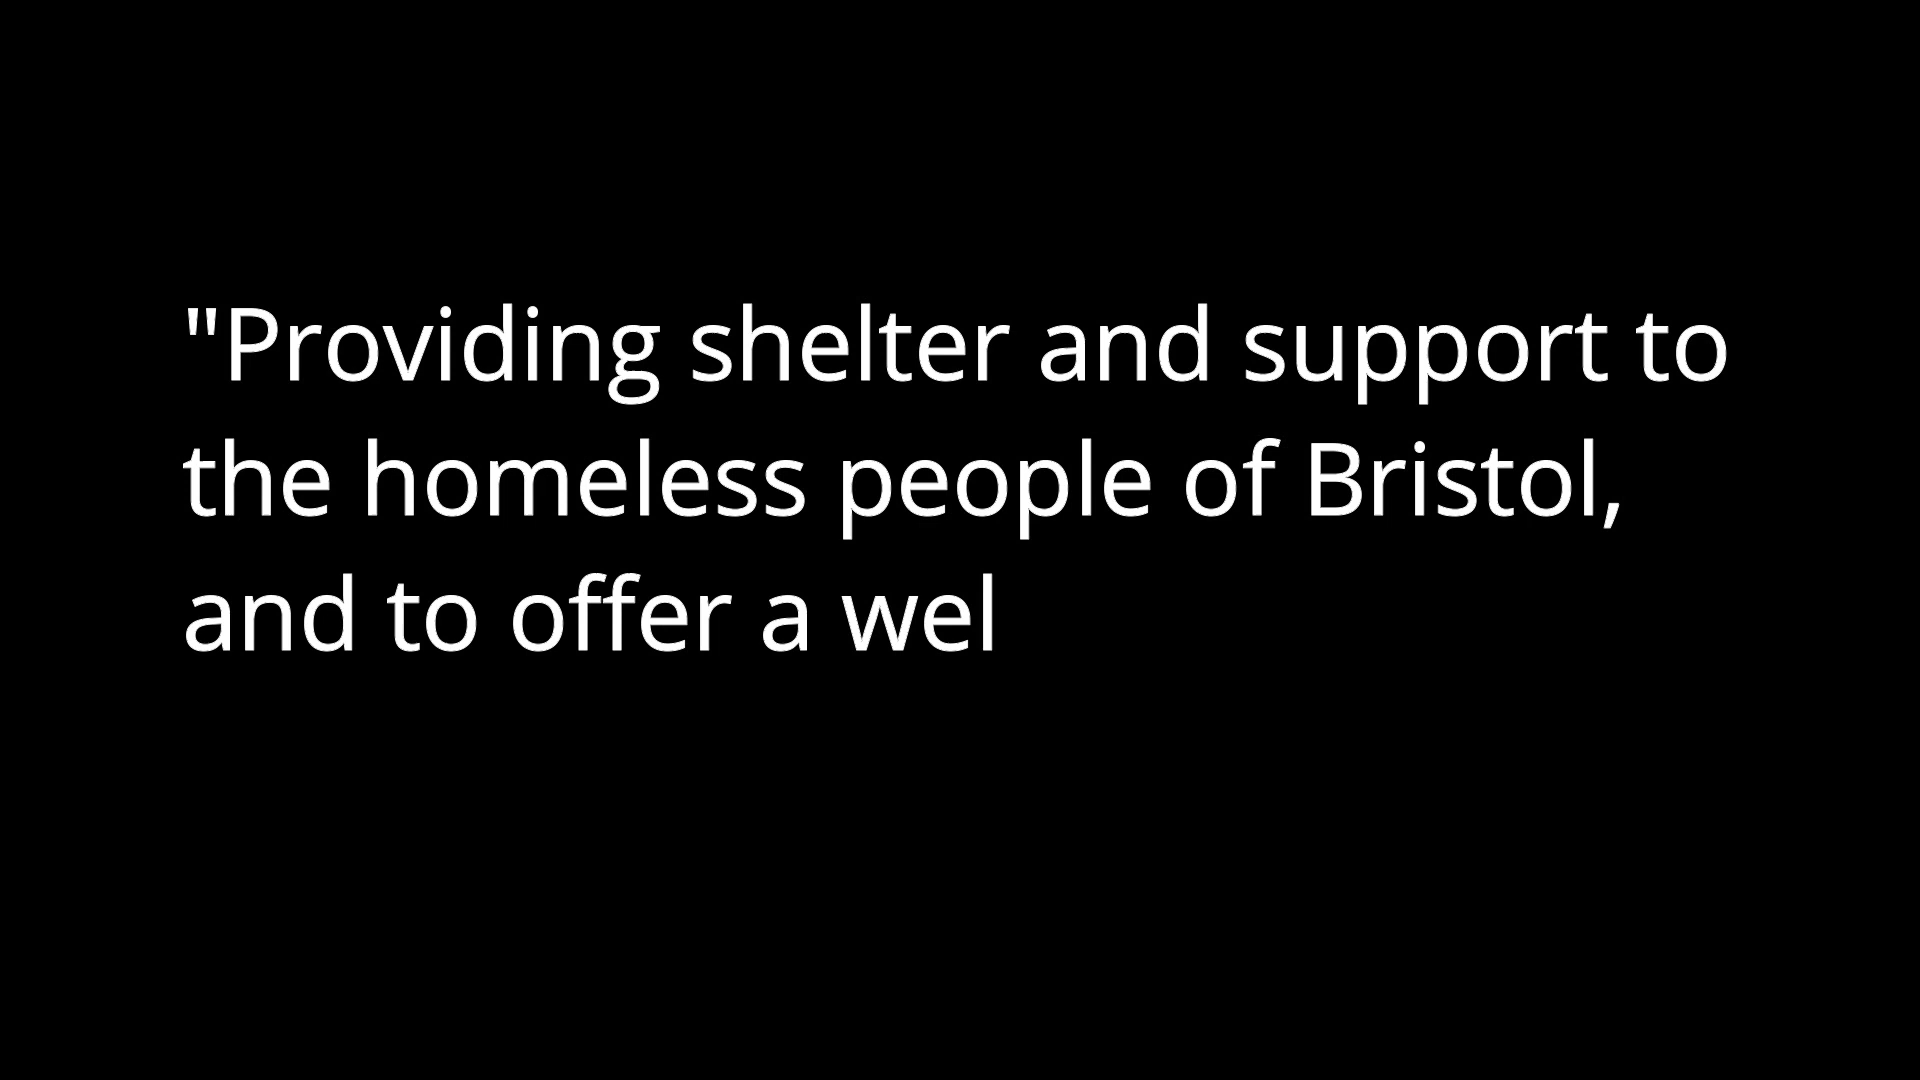 "Providing shelter and support to
the homeless people of Bristol,
and to offer a wel